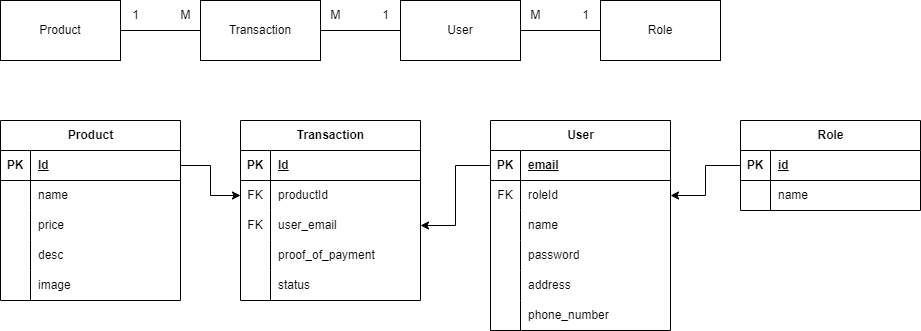 1 M M 1 M 1
Product Transaction User Role
Product
PK Id
name
price
desc
image
Transaction
PK Id
FK productId
FK user_email
proof_of_payment
status
User
PK email
FK roleId
name
password
address
phone_number
Role
PK id
name